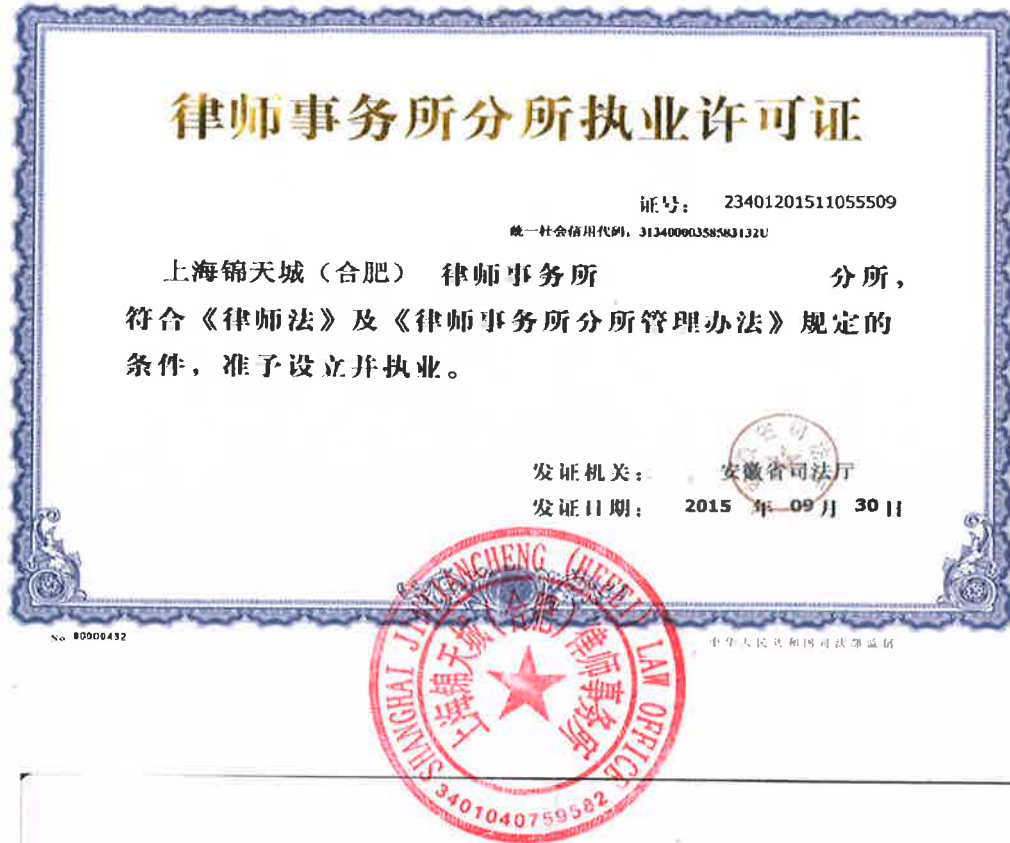 律师事务所分所执业许可证
证号: 23401201511055509
统一社会信用代码: 31340000358583132U
上海锦天城（合肥） 律师事务所 分所，
符合《律师法》及《律师事务所分所管理办法》规定的
条件，准予设立并执业。
发证机关: 安徽省司法厅
发证日期: 2015 年 09 月 30 日
No 80000432
中华人民共和国司法部监制
SHANGHAI JINTIANCHENG (HEFEI) LAW OFFICE
上海锦天城（合肥）律师事务所
3401040759582